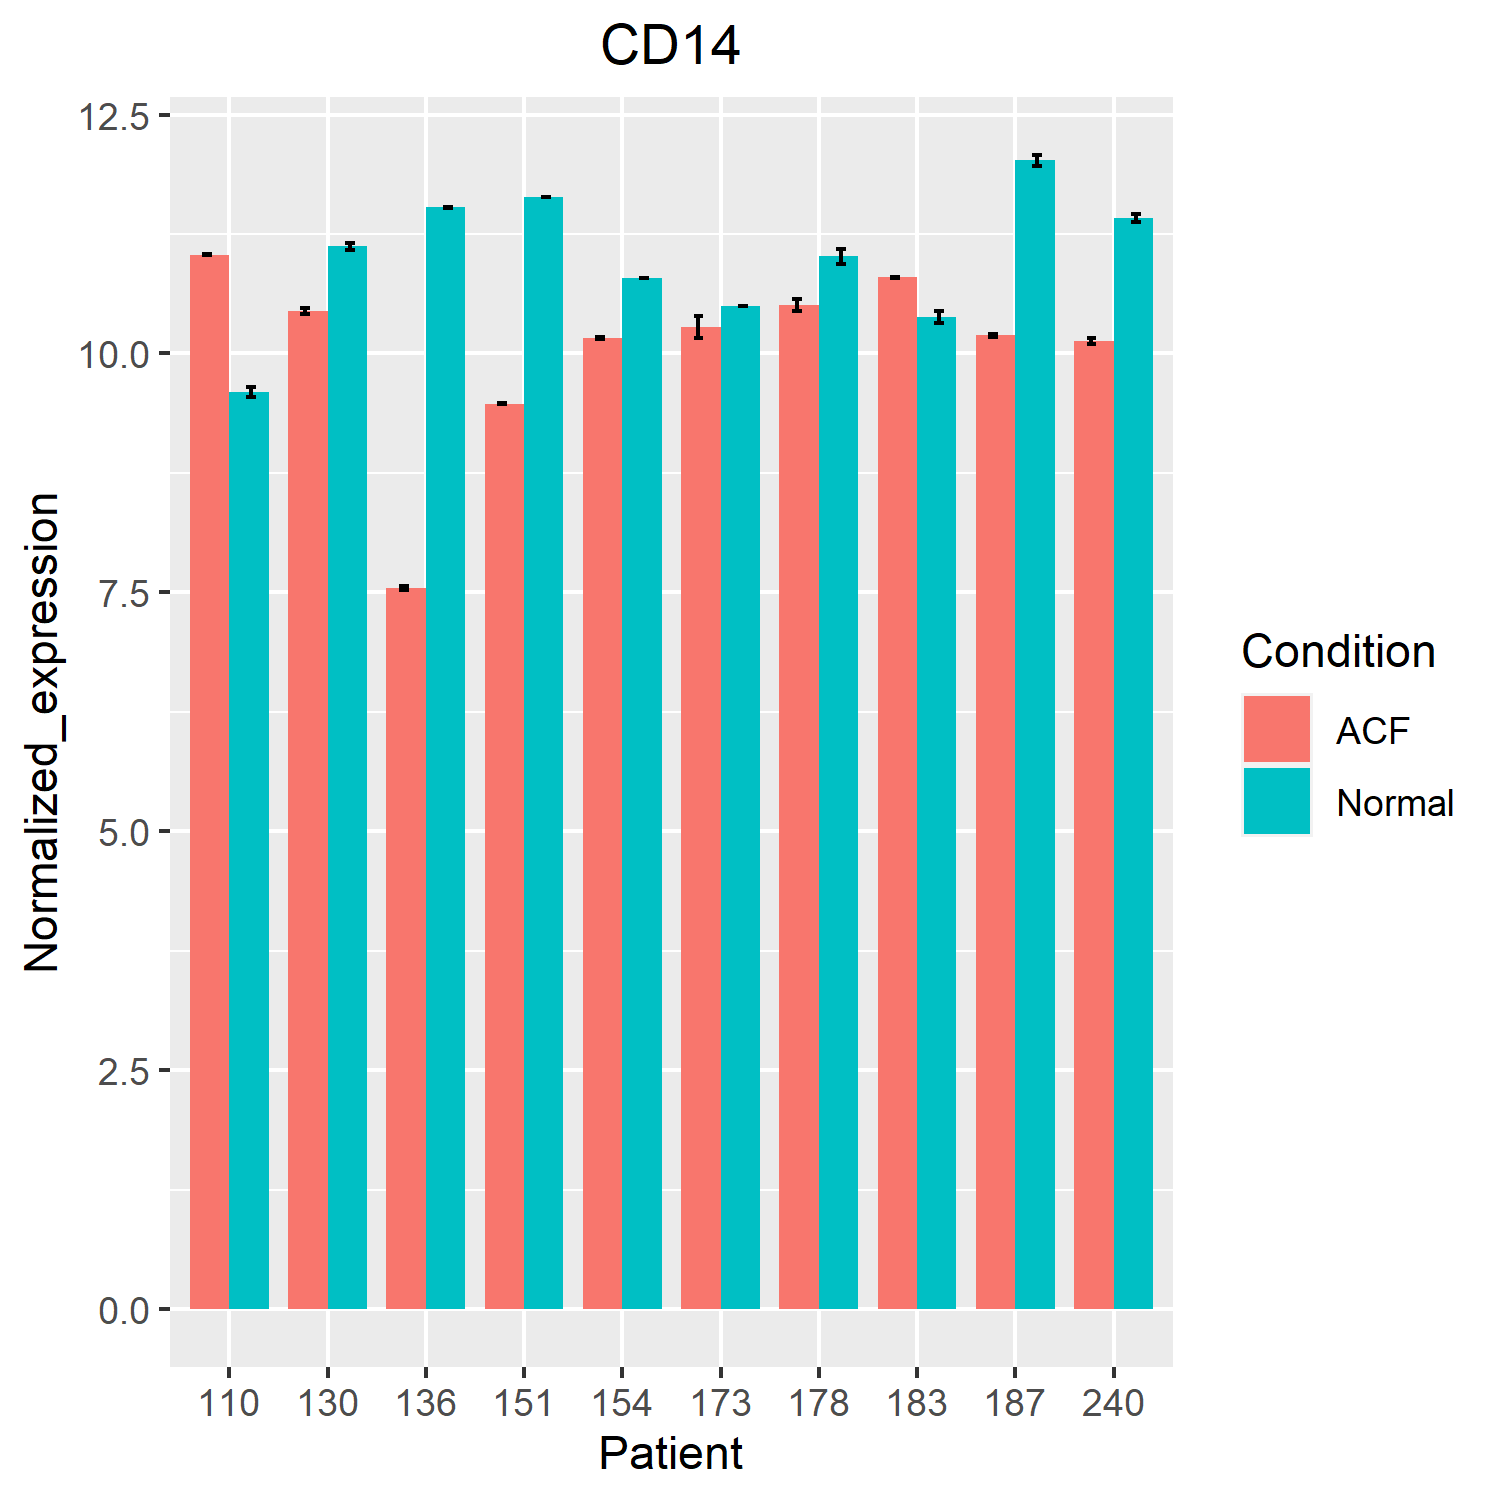 CD14
12.5
10.0
7.5
5.0
2.5
0.0
Normalized_expression
110 130 136 151 154 173 178 183 187 240
Patient
Condition
ACF
Normal